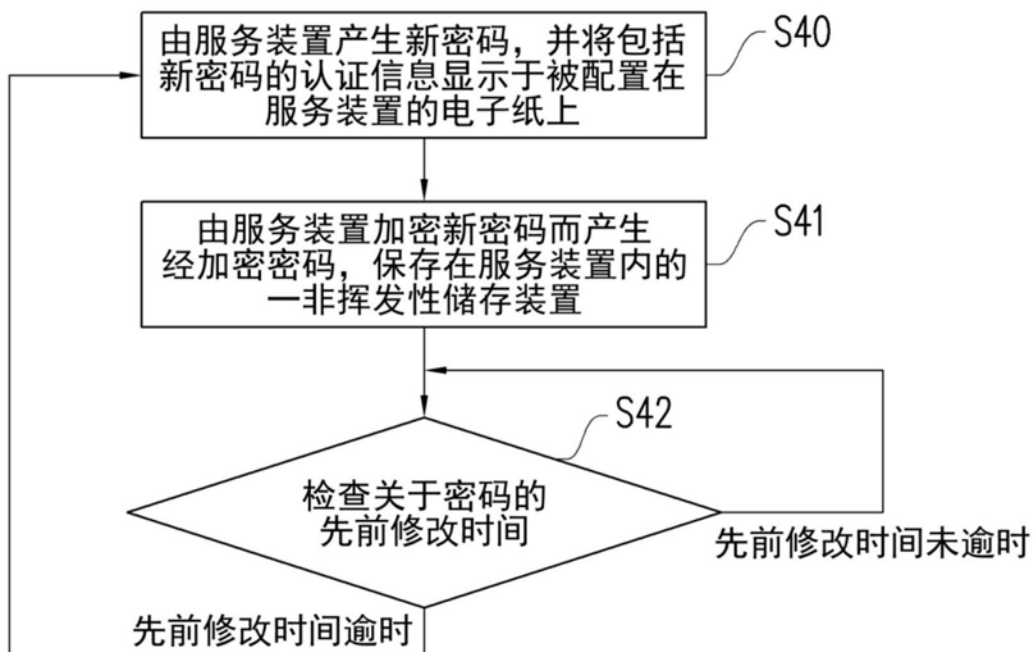 由服务装置产生新密码，并将包括
新密码的认证信息显示于被配置在
服务装置的电子纸上
S40
由服务装置加密新密码而产生
经加密密码，保存在服务装置内的
一非挥发性储存装置
S41
S42
检查关于密码的
先前修改时间
先前修改时间未逾时
先前修改时间逾时